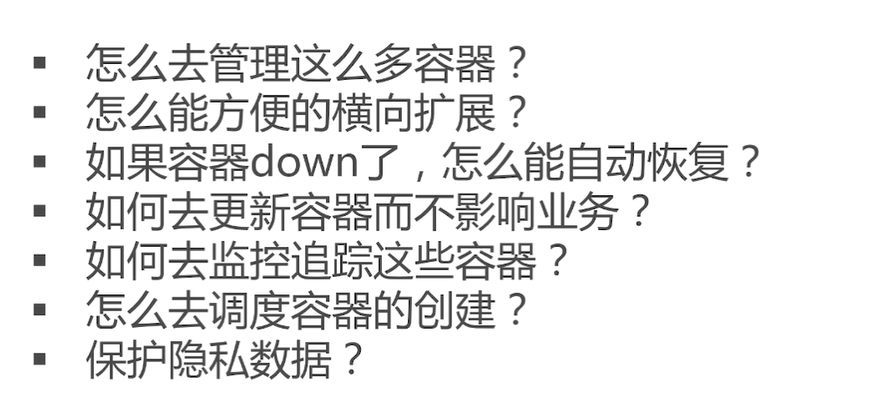 ▪ 怎么去管理这么多容器？
▪ 怎么能方便的横向扩展？
▪ 如果容器down了，怎么能自动恢复？
▪ 如何去更新容器而不影响业务？
▪ 如何去监控追踪这些容器？
▪ 怎么去调度容器的创建？
▪ 保护隐私数据？